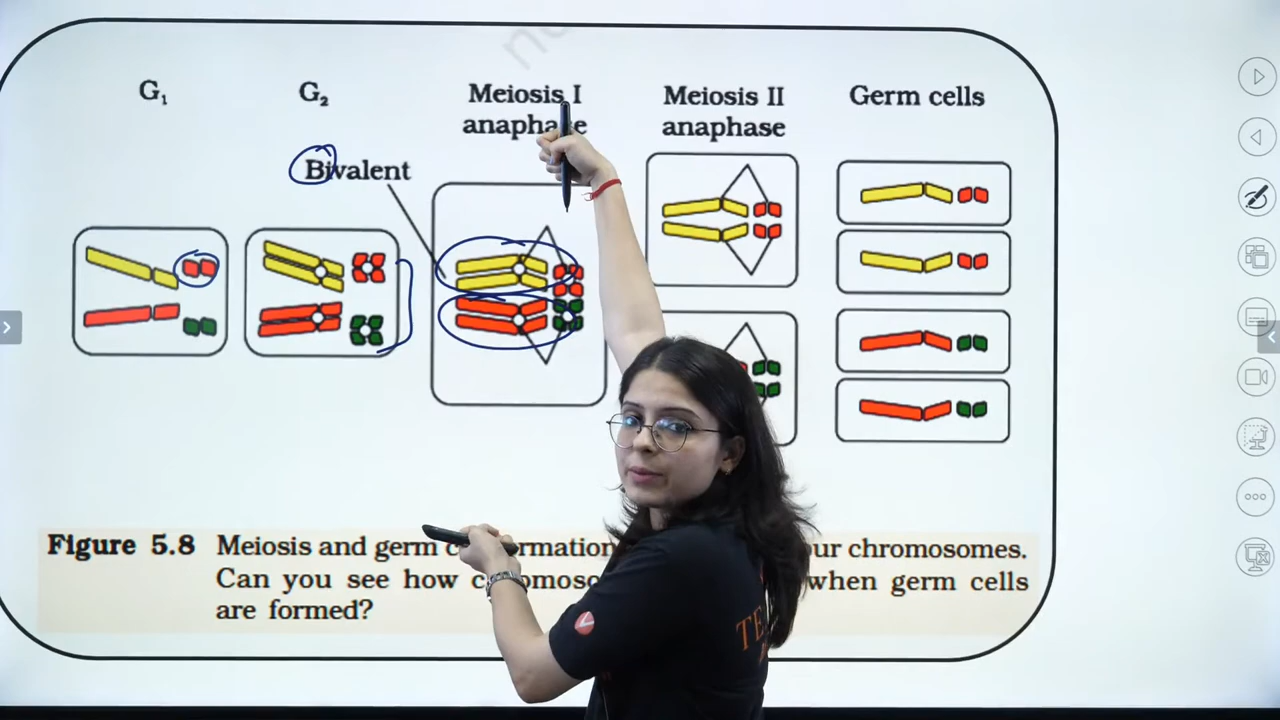 G₁
G₂
Meiosis I
anaphase
Meiosis II
anaphase
Germ cells
Bivalent
Figure 5.8 Meiosis and germ our chromosomes.
Can you see how when germ cells
are formed?